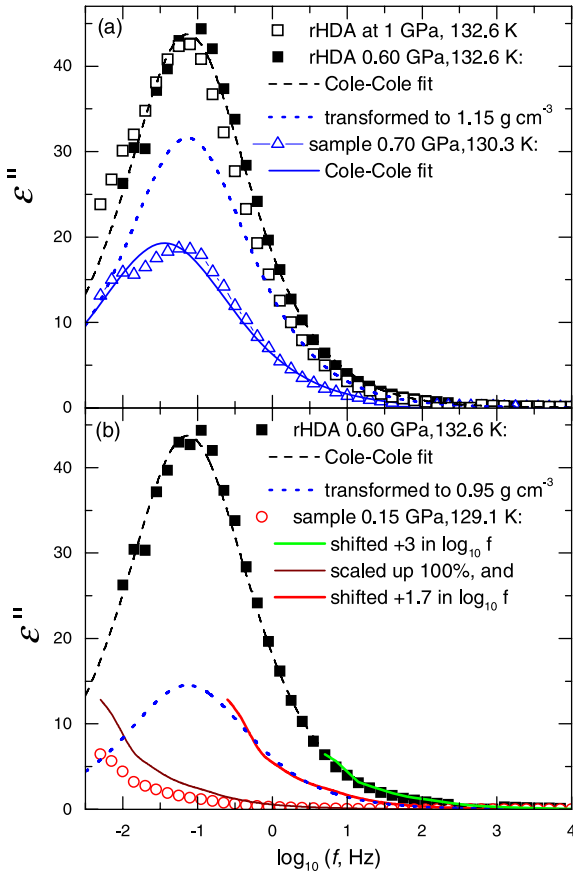 (a)
rHDA at 1 GPa, 132.6 K
rHDA 0.60 GPa,132.6 K:
Cole-Cole fit
transformed to 1.15 g cm⁻³
sample 0.70 GPa,130.3 K:
Cole-Cole fit
40
30
20
10
0
ε"
(b)
rHDA 0.60 GPa,132.6 K:
Cole-Cole fit
transformed to 0.95 g cm⁻³
sample 0.15 GPa,129.1 K:
shifted +3 in log₁₀ f
scaled up 100%, and
shifted +1.7 in log₁₀ f
40
30
20
10
0
ε"
-2 -1 0 1 2 3 4
log₁₀ (f, Hz)